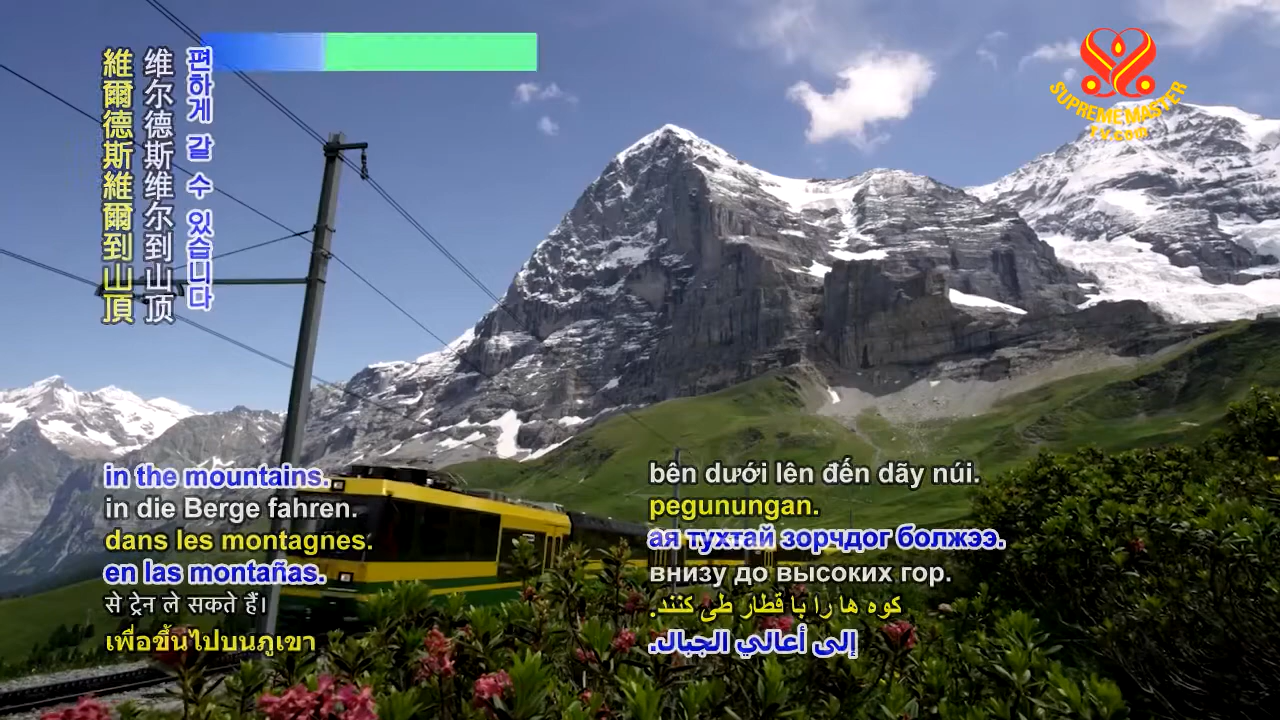 維爾德斯維爾到山頂
维尔德斯维尔到山顶
편하게 갈 수 있습니다
SUPREME MASTER
TV.com
in the mountains.
in die Berge fahren.
dans les montagnes.
en las montañas.
से ट्रेन ले सकते हैं।
เพื่อขึ้นไปบนภูเขา
bên dưới lên đến dãy núi.
pegunungan.
ая тухтай зорчдог болжээ.
внизу до высоких гор.
کوه ها را با قطار طی کنند.
إلى أعالي الجبال.